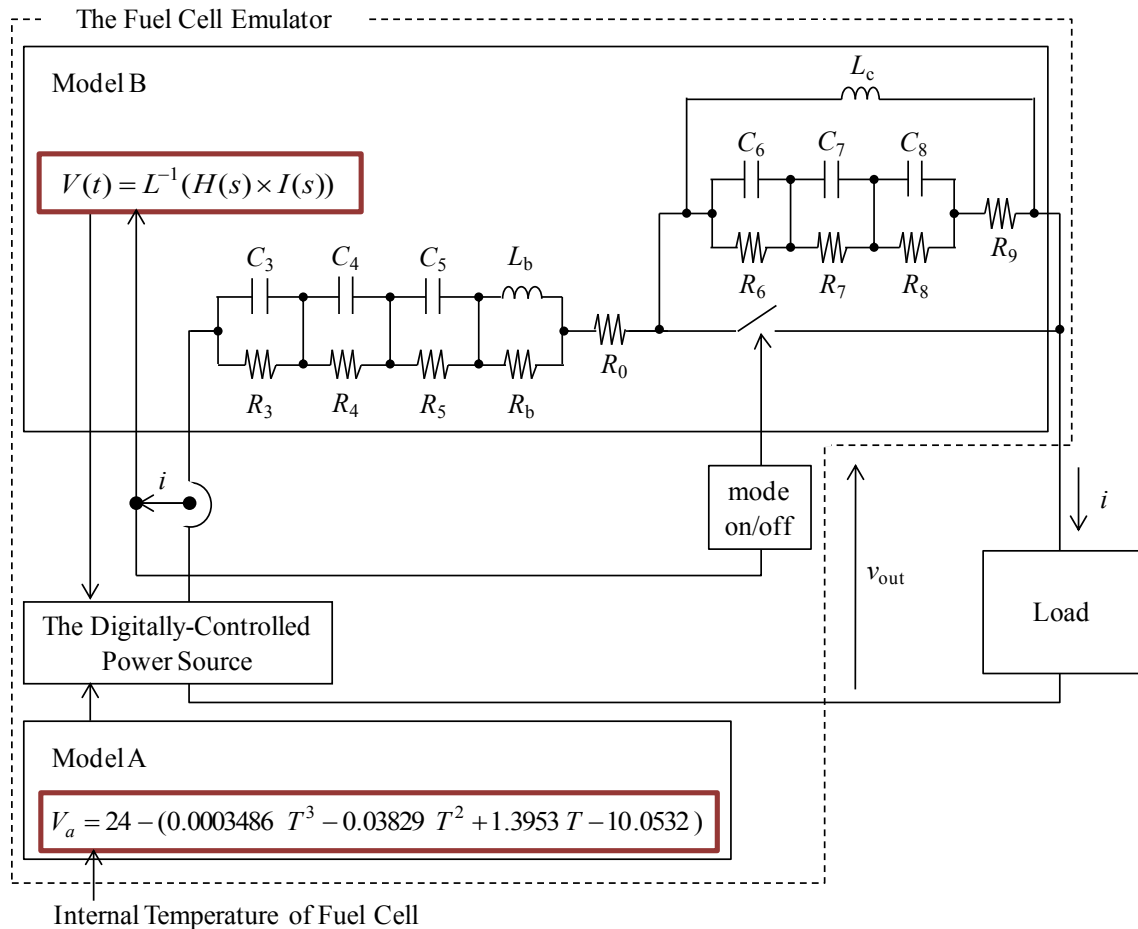 The Fuel Cell Emulator
Model B
L_c
C_6 C_7 C_8
V(t) = L^{-1}(H(s) × I(s))
R_9
C_3 C_4 C_5 L_b
R_6 R_7 R_8
R_0
R_3 R_4 R_5 R_b
i
mode
on/off
i
v_out
The Digitally-Controlled
Power Source
Load
Model A
V_a = 24 − (0.0003486 T^3 − 0.03829 T^2 + 1.3953 T − 10.0532 )
Internal Temperature of Fuel Cell